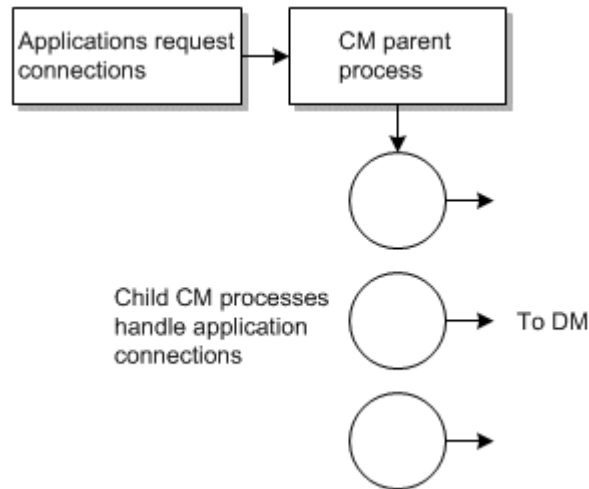 Applications request
connections
CM parent
process
Child CM processes
handle application
connections
To DM